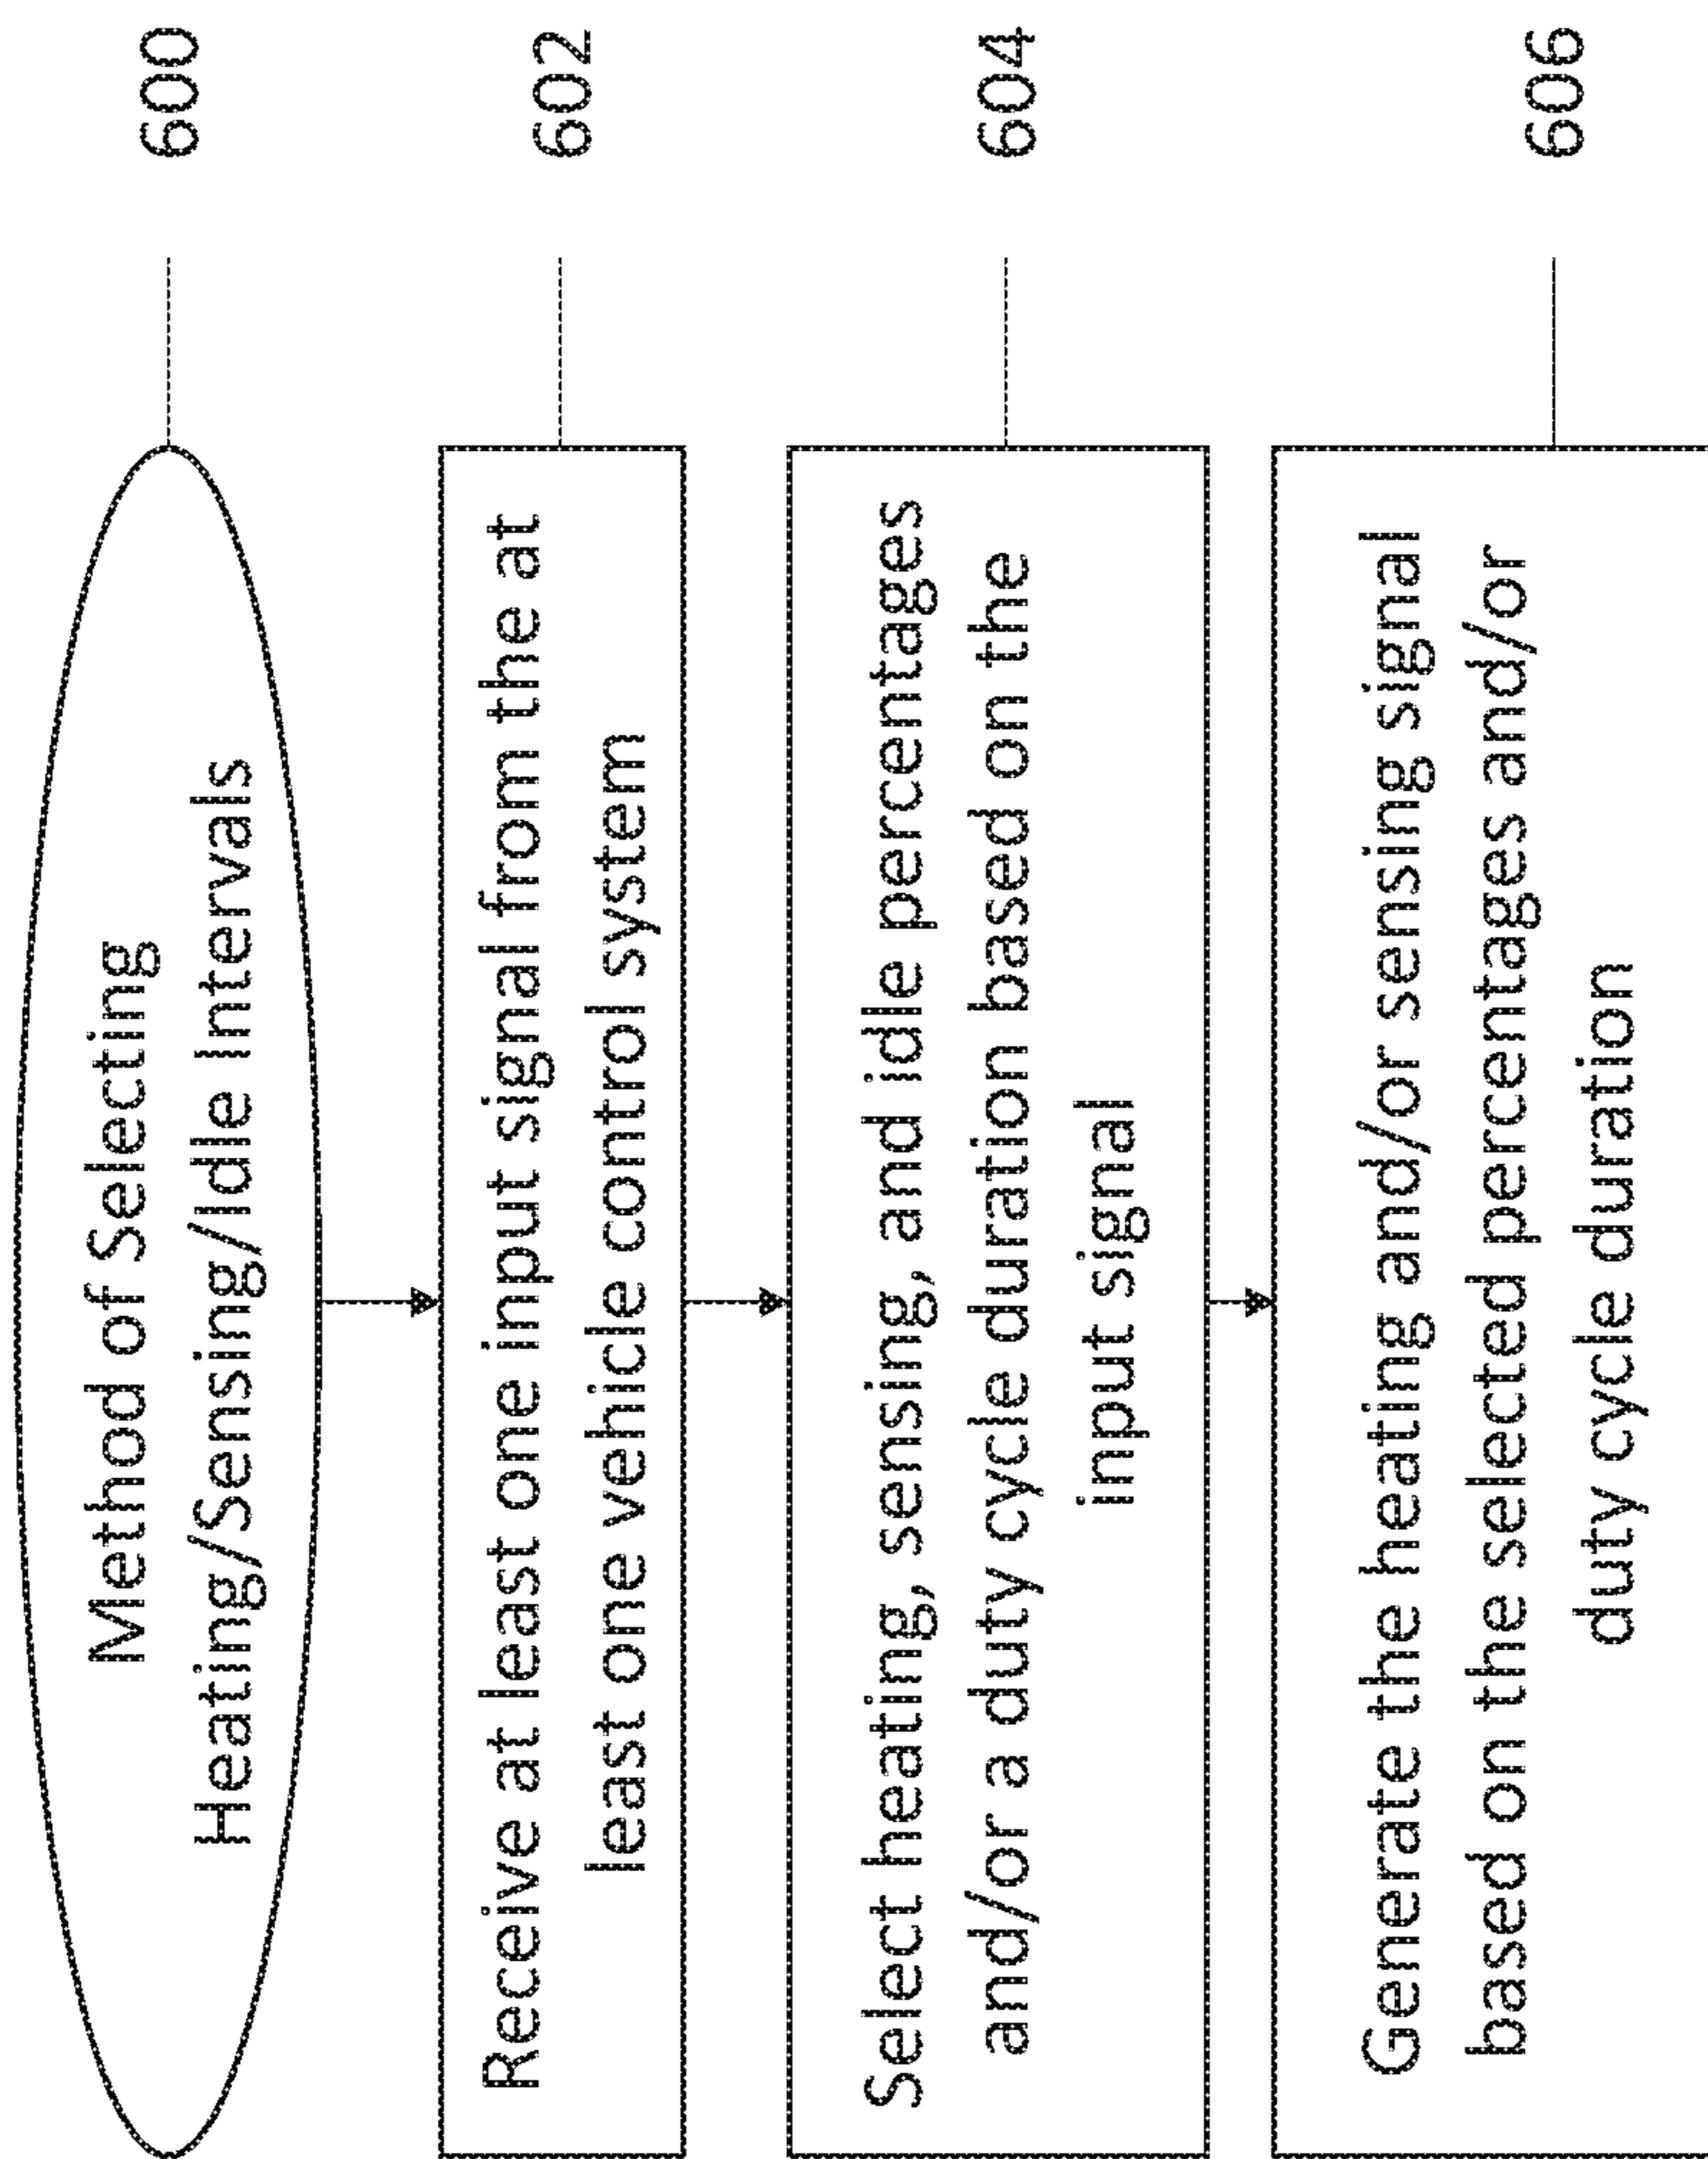 Method of Selecting
Heating/Sensing/Idle Intervals
600
Receive at least one input signal from the at
least one vehicle control system
602
Select heating, sensing, and idle percentages
and/or a duty cycle duration based on the
input signal
604
Generate the heating and/or sensing signal
based on the selected percentages and/or
duty cycle duration
606